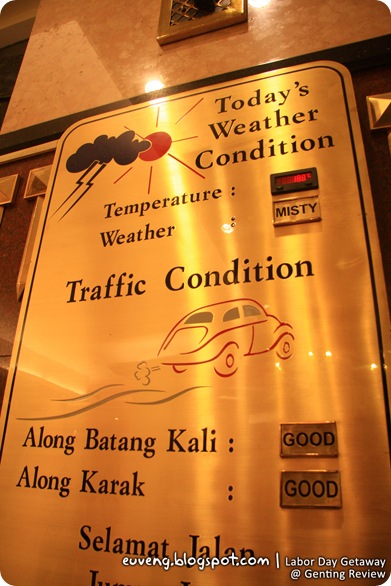 Today's
Weather
Condition
Temperature :
Weather : MISTY
Traffic Condition
Along Batang Kali : GOOD
Along Karak : GOOD
Selamat Jalan
euveng.blogspot.com | Labor Day Getaway
@ Genting Review